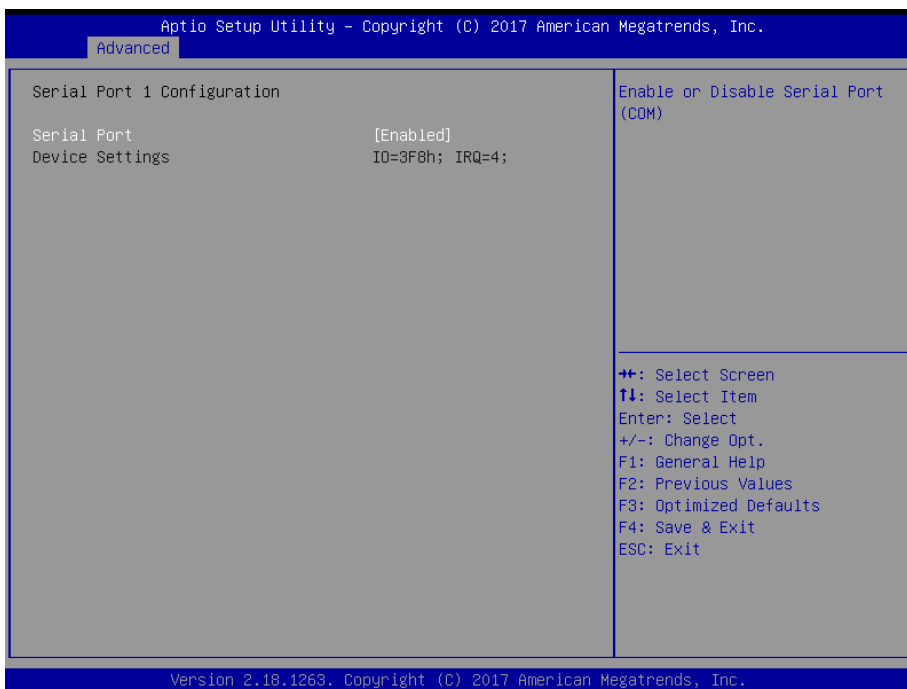 Aptio Setup Utility – Copyright (C) 2017 American Megatrends, Inc.
Advanced
Serial Port 1 Configuration
Serial Port [Enabled]
Device Settings IO=3F8h; IRQ=4;
Enable or Disable Serial Port
(COM)
→←: Select Screen
↑↓: Select Item
Enter: Select
+/-: Change Opt.
F1: General Help
F2: Previous Values
F3: Optimized Defaults
F4: Save & Exit
ESC: Exit
Version 2.18.1263. Copyright (C) 2017 American Megatrends, Inc.